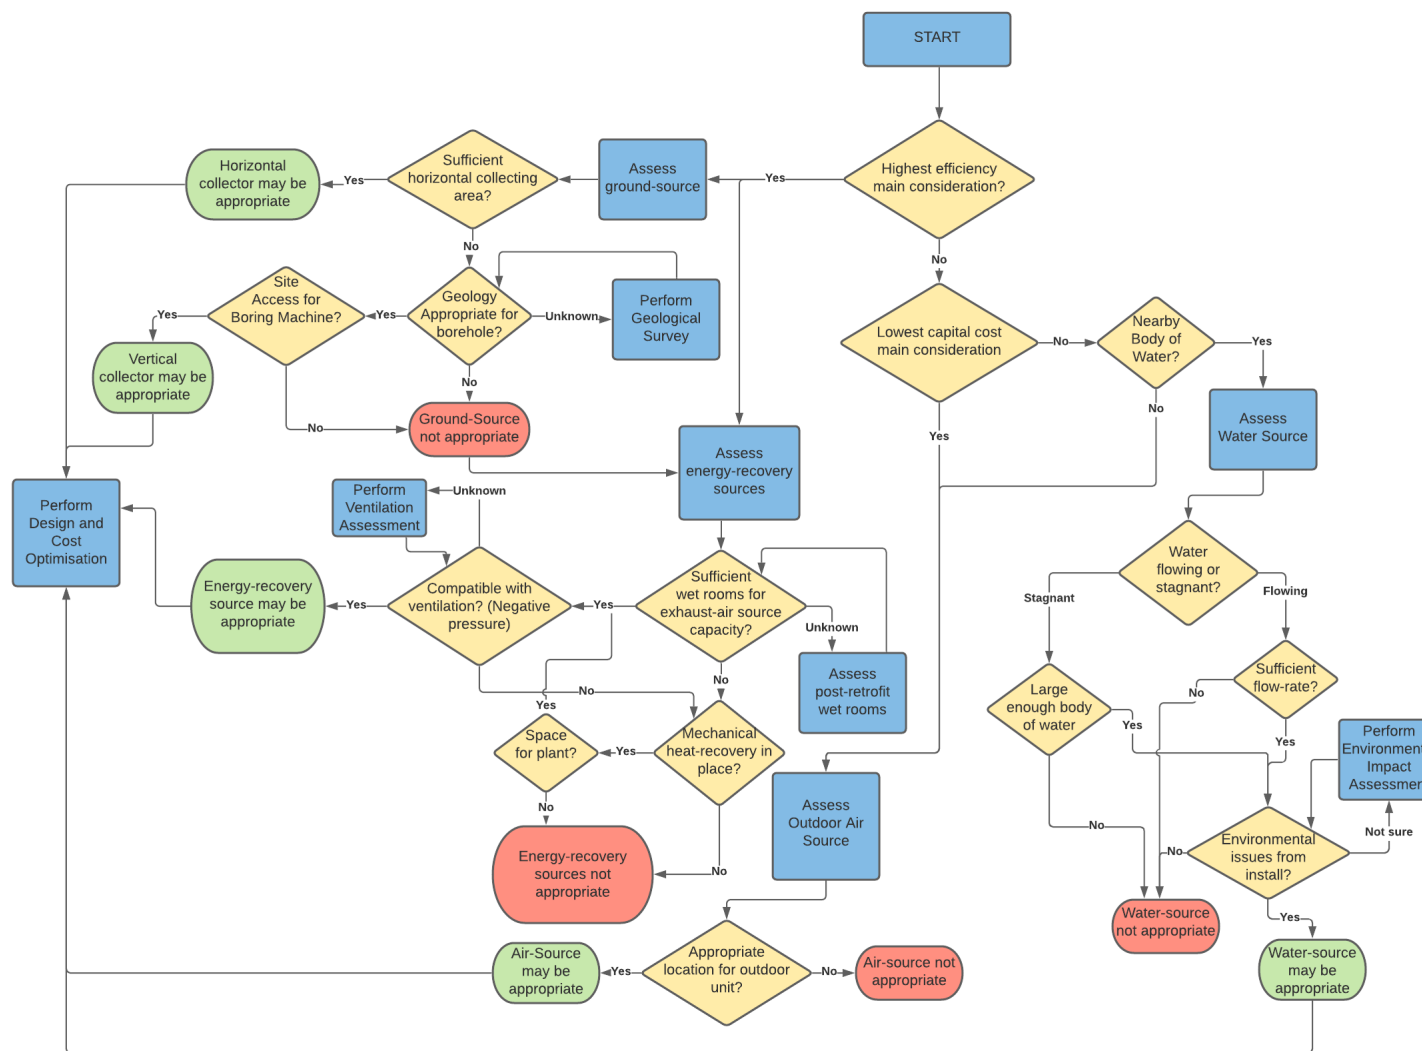 START
Highest efficiency
main consideration?
Yes
No
Assess
ground-source
Sufficient
horizontal collecting
area?
Yes
No
Horizontal
collector may be
appropriate
Site
Access for
Boring Machine?
Yes
No
Geology
Appropriate for
borehole?
Yes
Unknown
No
Perform
Geological
Survey
Vertical
collector may be
appropriate
Ground-Source
not appropriate
Lowest capital cost
main consideration
No
Yes
Nearby
Body of
Water?
Yes
No
Assess
Water Source
Assess
energy-recovery
sources
Perform
Ventilation
Assessment
Unknown
Perform
Design and
Cost
Optimisation
Energy-recovery
source may be
appropriate
Yes
Compatible with
ventilation? (Negative
pressure)
No
Yes
Sufficient
wet rooms for
exhaust-air source
capacity?
Unknown
No
Yes
Assess
post-retrofit
wet rooms
Space
for plant?
Yes
No
Mechanical
heat-recovery in
place?
No
Energy-recovery
sources not
appropriate
Assess
Outdoor Air
Source
Water
flowing or
stagnant?
Stagnant
Flowing
Large
enough body
of water
Yes
No
Sufficient
flow-rate?
No
Yes
Perform
Environment
Impact
Assessmen
Not sure
Environmental
issues from
install?
No
Yes
Water-source
not appropriate
Water-source
may be
appropriate
Air-Source
may be
appropriate
Yes
Appropriate
location for outdoor
unit?
No
Air-source not
appropriate